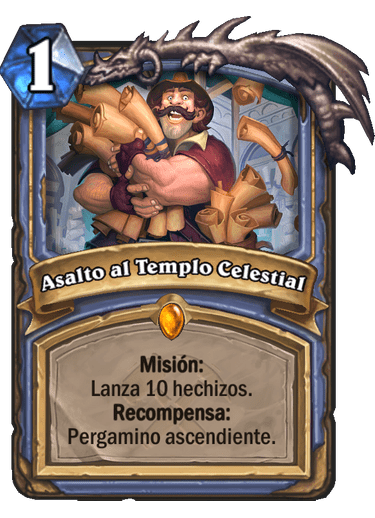 1
Asalto al Templo Celestial
Misión:
Lanza 10 hechizos.
Recompensa:
Pergamino ascendiente.